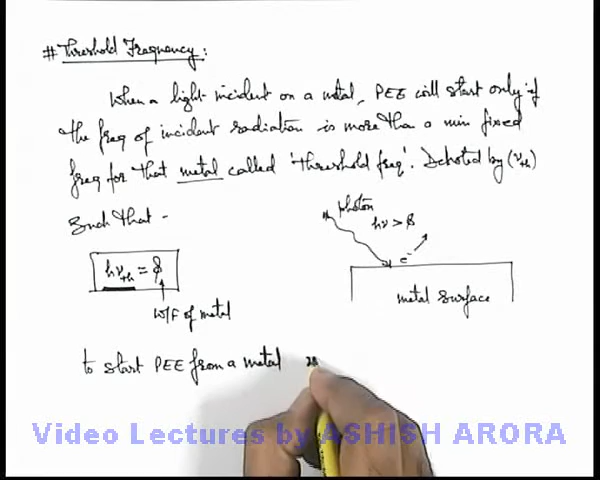 # Threshold Frequency :
When a light incident on a metal, PEE will start only if
the freq of incident radiation is more than a min fixed
freq for that metal called 'threshold freq'. Denoted by (νth)
Such that -
photon
hν > φ
hνth = φ
e-
W/F of metal
metal surface
to start PEE from a metal
Video Lectures by ASHISH ARORA